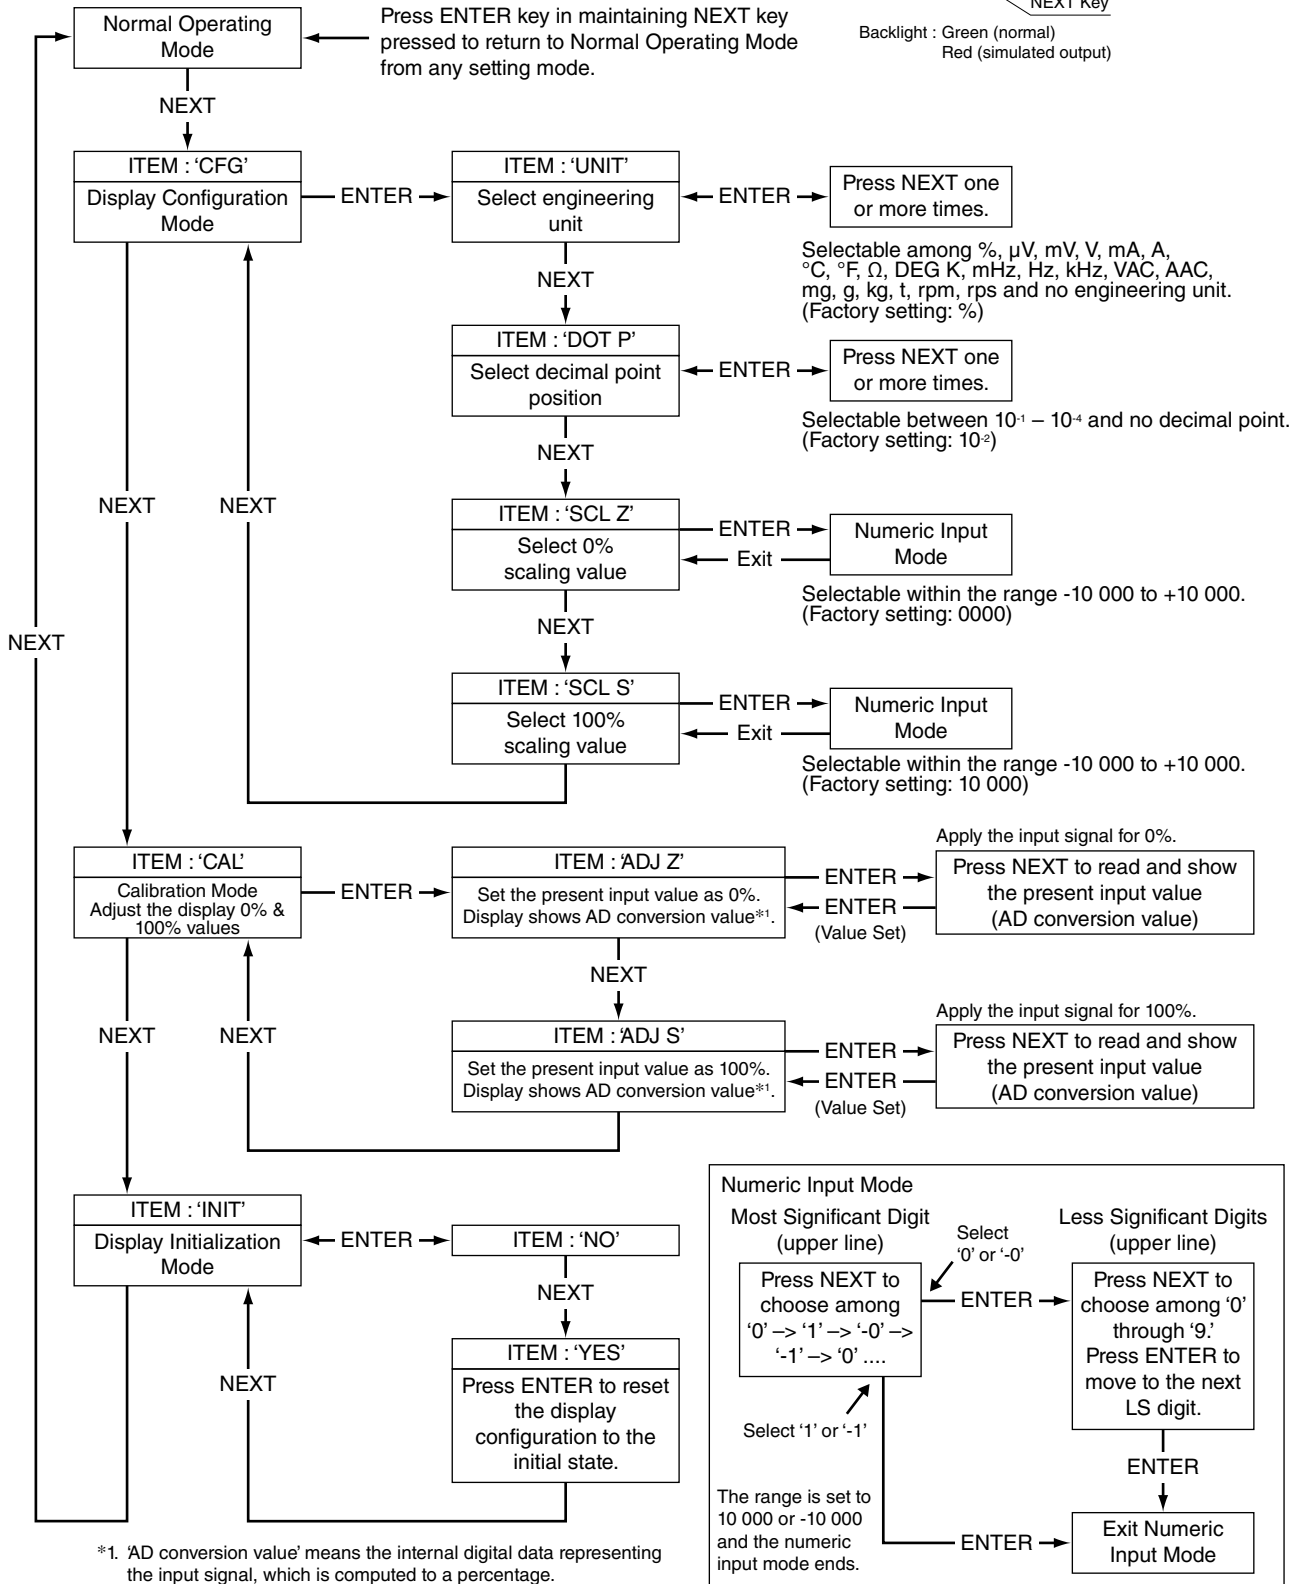 NEXT Key
Backlight : Green (normal)
Red (simulated output)
Normal Operating
Mode
Press ENTER key in maintaining NEXT key
pressed to return to Normal Operating Mode
from any setting mode.
NEXT
ITEM : ‘CFG’
Display Configuration
Mode
ENTER
ITEM : ‘UNIT’
Select engineering
unit
ENTER
Press NEXT one
or more times.
Selectable among %, µV, mV, V, mA, A,
°C, °F, Ω, DEG K, mHz, Hz, kHz, VAC, AAC,
mg, g, kg, t, rpm, rps and no engineering unit.
(Factory setting: %)
NEXT
ITEM : ‘DOT P’
Select decimal point
position
ENTER
Press NEXT one
or more times.
Selectable between 10-1 – 10-4 and no decimal point.
(Factory setting: 10-2)
NEXT
NEXT
NEXT
ITEM : ‘SCL Z’
Select 0%
scaling value
ENTER
Exit
Numeric Input
Mode
Selectable within the range -10 000 to +10 000.
(Factory setting: 0000)
NEXT
NEXT
ITEM : ‘SCL S’
Select 100%
scaling value
ENTER
Exit
Numeric Input
Mode
Selectable within the range -10 000 to +10 000.
(Factory setting: 10 000)
ITEM : ‘CAL’
Calibration Mode
Adjust the display 0% &
100% values
ENTER
ITEM : ‘ADJ Z’
Set the present input value as 0%.
Display shows AD conversion value*1.
ENTER
ENTER
(Value Set)
Apply the input signal for 0%.
Press NEXT to read and show
the present input value
(AD conversion value)
NEXT
NEXT
NEXT
ITEM : ‘ADJ S’
Set the present input value as 100%.
Display shows AD conversion value*1.
ENTER
ENTER
(Value Set)
Apply the input signal for 100%.
Press NEXT to read and show
the present input value
(AD conversion value)
ITEM : ‘INIT’
Display Initialization
Mode
ENTER
ITEM : ‘NO’
NEXT
NEXT
ITEM : ‘YES’
Press ENTER to reset
the display
configuration to the
initial state.
Numeric Input Mode
Most Significant Digit
(upper line)
Select
‘0’ or ‘-0’
Less Significant Digits
(upper line)
Press NEXT to
choose among
‘0’ –> ‘1’ –> ‘-0’ –>
‘-1’ –> ‘0’ ....
ENTER
Press NEXT to
choose among ‘0’
through ‘9.’
Press ENTER to
move to the next
LS digit.
Select ‘1’ or ‘-1’
ENTER
The range is set to
10 000 or -10 000
and the numeric
input mode ends.
ENTER
Exit Numeric
Input Mode
*1. ‘AD conversion value’ means the internal digital data representing
the input signal, which is computed to a percentage.